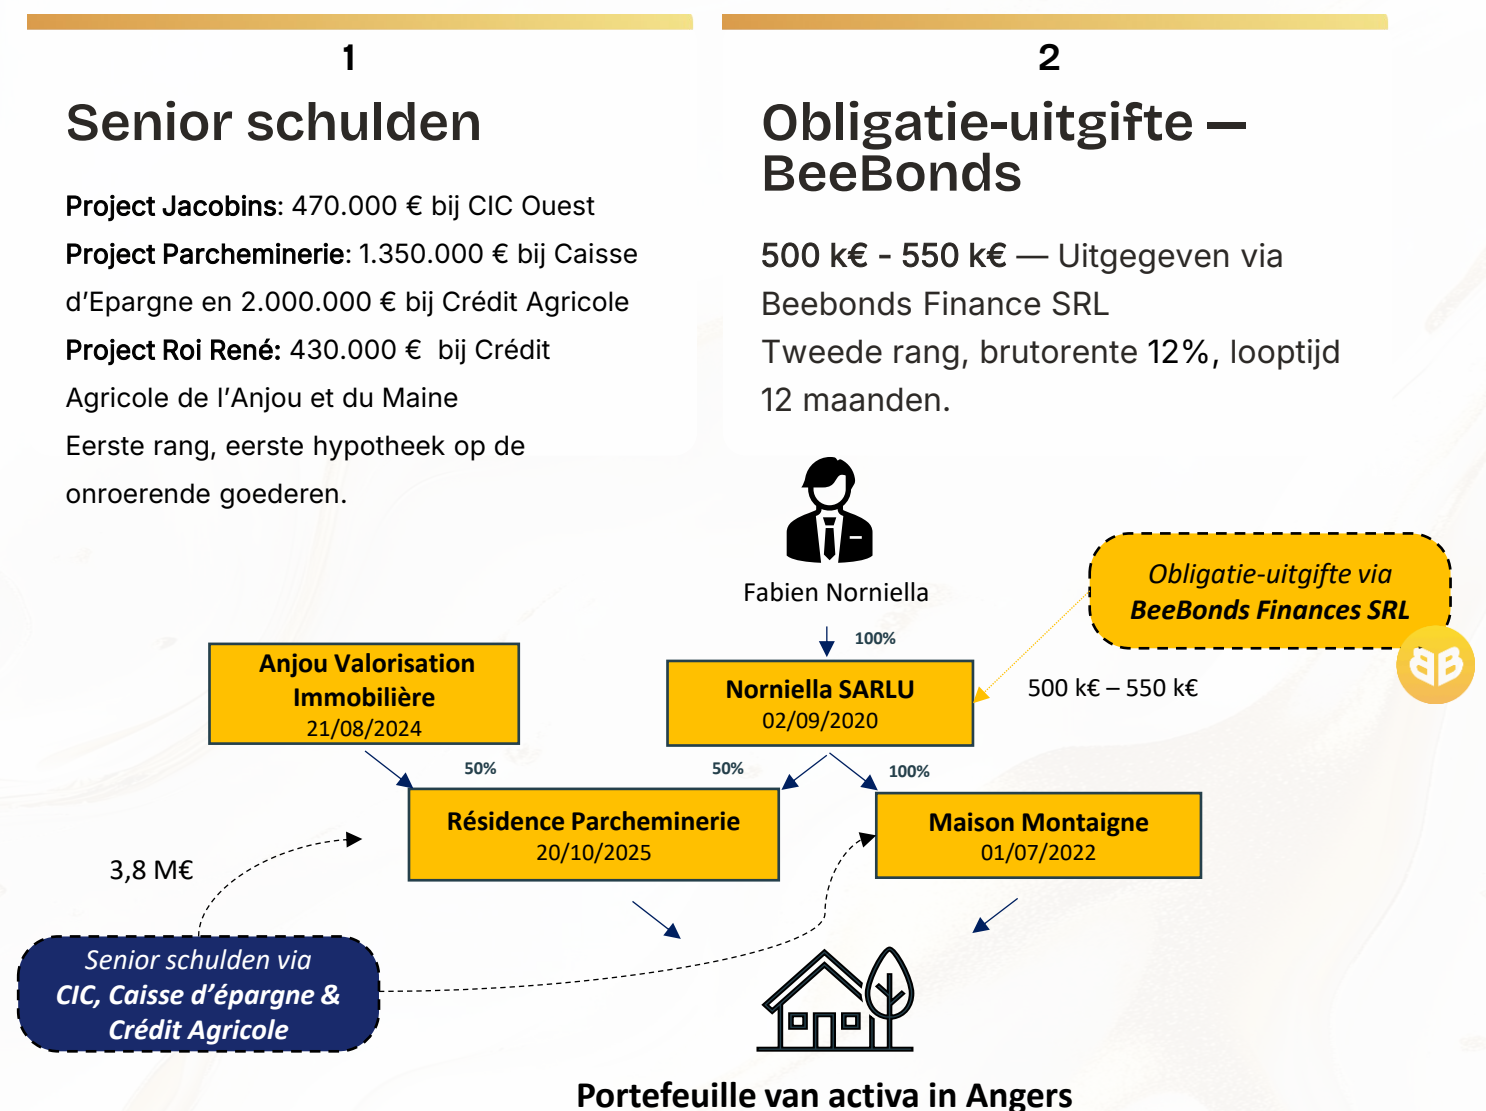 1
Senior schulden
Project Jacobins: 470.000 € bij CIC Ouest
Project Parcheminerie: 1.350.000 € bij Caisse
d’Epargne en 2.000.000 € bij Crédit Agricole
Project Roi René: 430.000 € bij Crédit
Agricole de l’Anjou et du Maine
Eerste rang, eerste hypotheek op de
onroerende goederen.
2
Obligatie-uitgifte —
BeeBonds
500 k€ - 550 k€ — Uitgegeven via
Beebonds Finance SRL
Tweede rang, brutorente 12%, looptijd
12 maanden.
Fabien Norniella
100%
Obligatie-uitgifte via
BeeBonds Finances SRL
BB
500 k€ – 550 k€
Anjou Valorisation
Immobilière
21/08/2024
Norniella SARLU
02/09/2020
50%
50%
100%
Résidence Parcheminerie
20/10/2025
Maison Montaigne
01/07/2022
3,8 M€
Senior schulden via
CIC, Caisse d’épargne &
Crédit Agricole
Portefeuille van activa in Angers